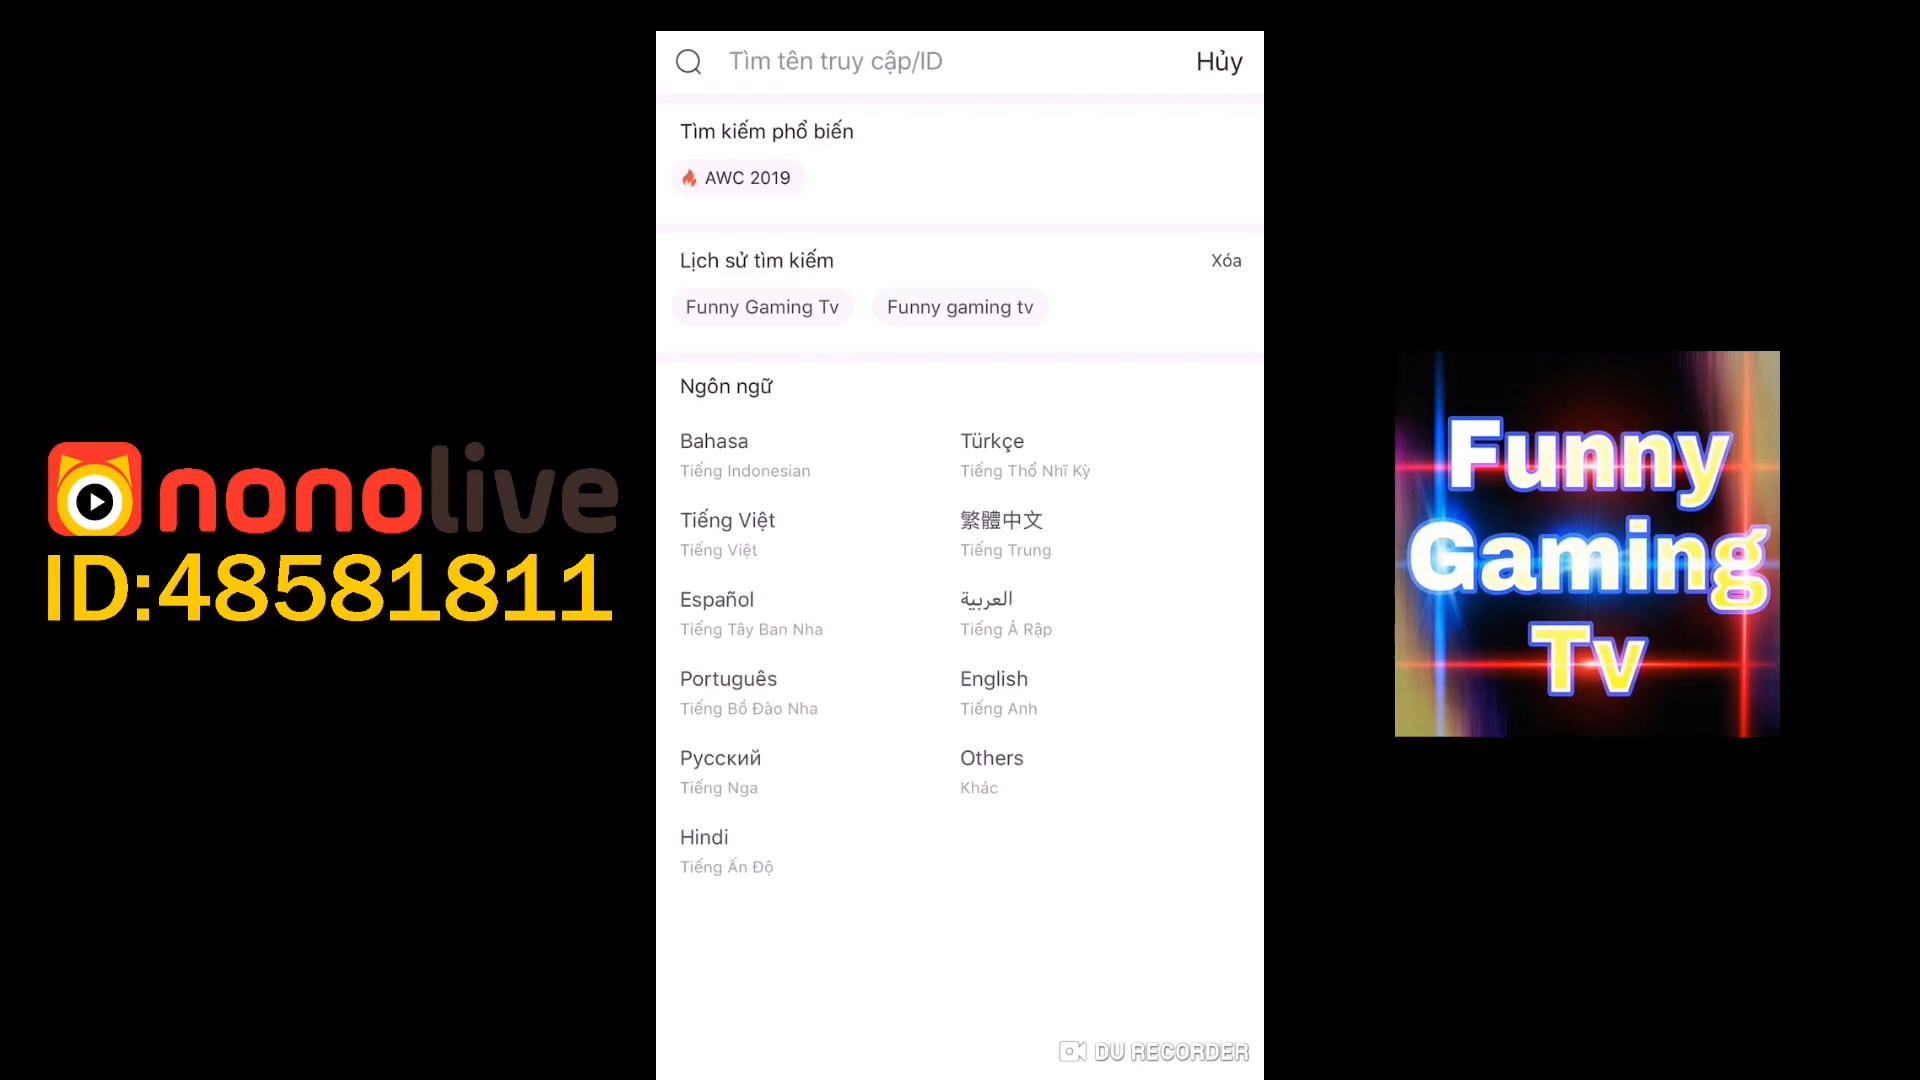 nonolive
ID:48581811
Tìm tên truy cập/ID
Hủy
Tìm kiếm phổ biến
AWC 2019
Lịch sử tìm kiếm
Xóa
Funny Gaming Tv
Funny gaming tv
Ngôn ngữ
Bahasa
Tiếng Indonesian
Türkçe
Tiếng Thổ Nhĩ Kỳ
Tiếng Việt
Tiếng Việt
繁體中文
Tiếng Trung
Español
Tiếng Tây Ban Nha
العربية
Tiếng Ả Rập
Português
Tiếng Bồ Đào Nha
English
Tiếng Anh
Русский
Tiếng Nga
Others
Khác
Hindi
Tiếng Ấn Độ
DU RECORDER
Funny
Gaming
Tv